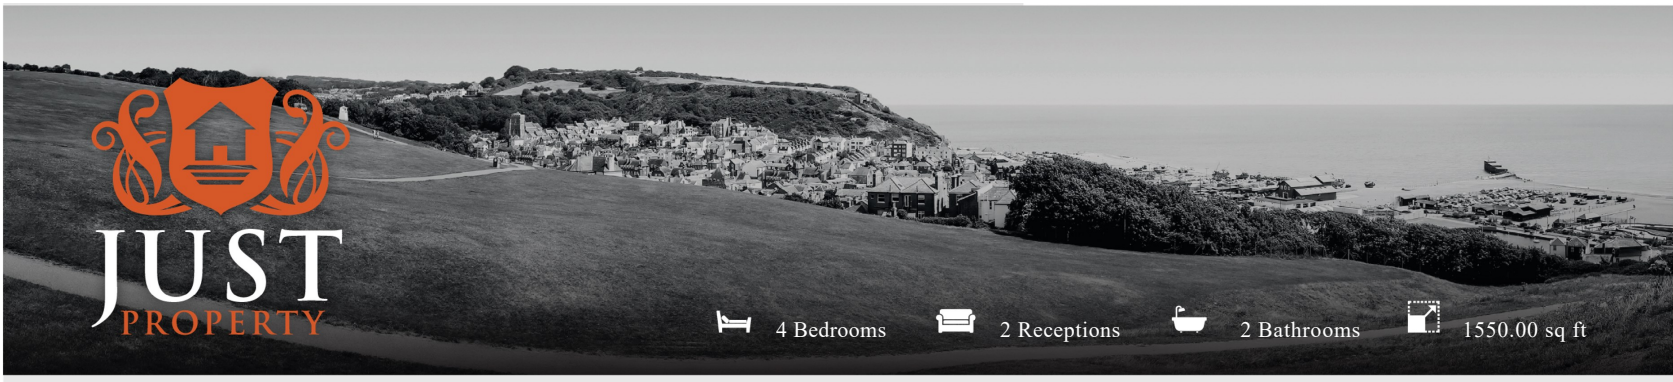 JUST
PROPERTY
4 Bedrooms
2 Receptions
2 Bathrooms
1550.00 sq ft